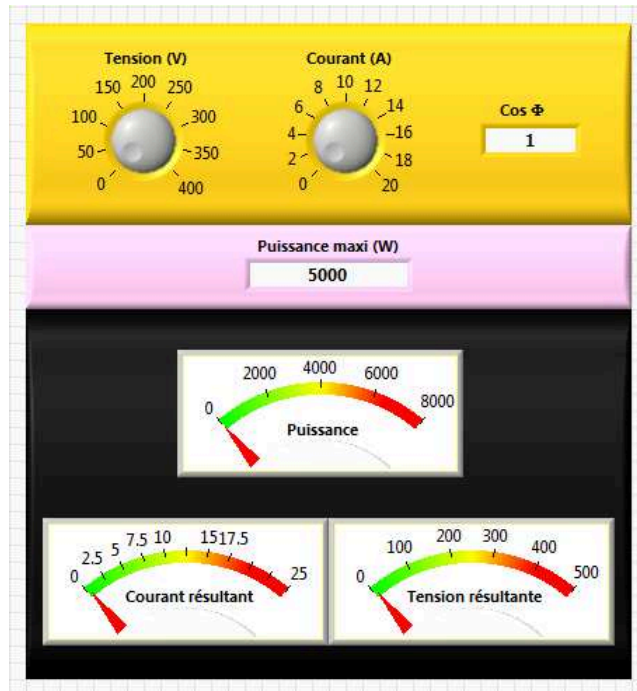 Tension (V)
0 50 100 150 200 250 300 350 400
Courant (A)
0 2 4 6 8 10 12 14 16 18 20
Cos Φ
1
Puissance maxi (W)
5000
0 2000 4000 6000 8000
Puissance
0 2.5 5 7.5 10 15 17.5 25
Courant résultant
0 100 200 300 400 500
Tension résultante